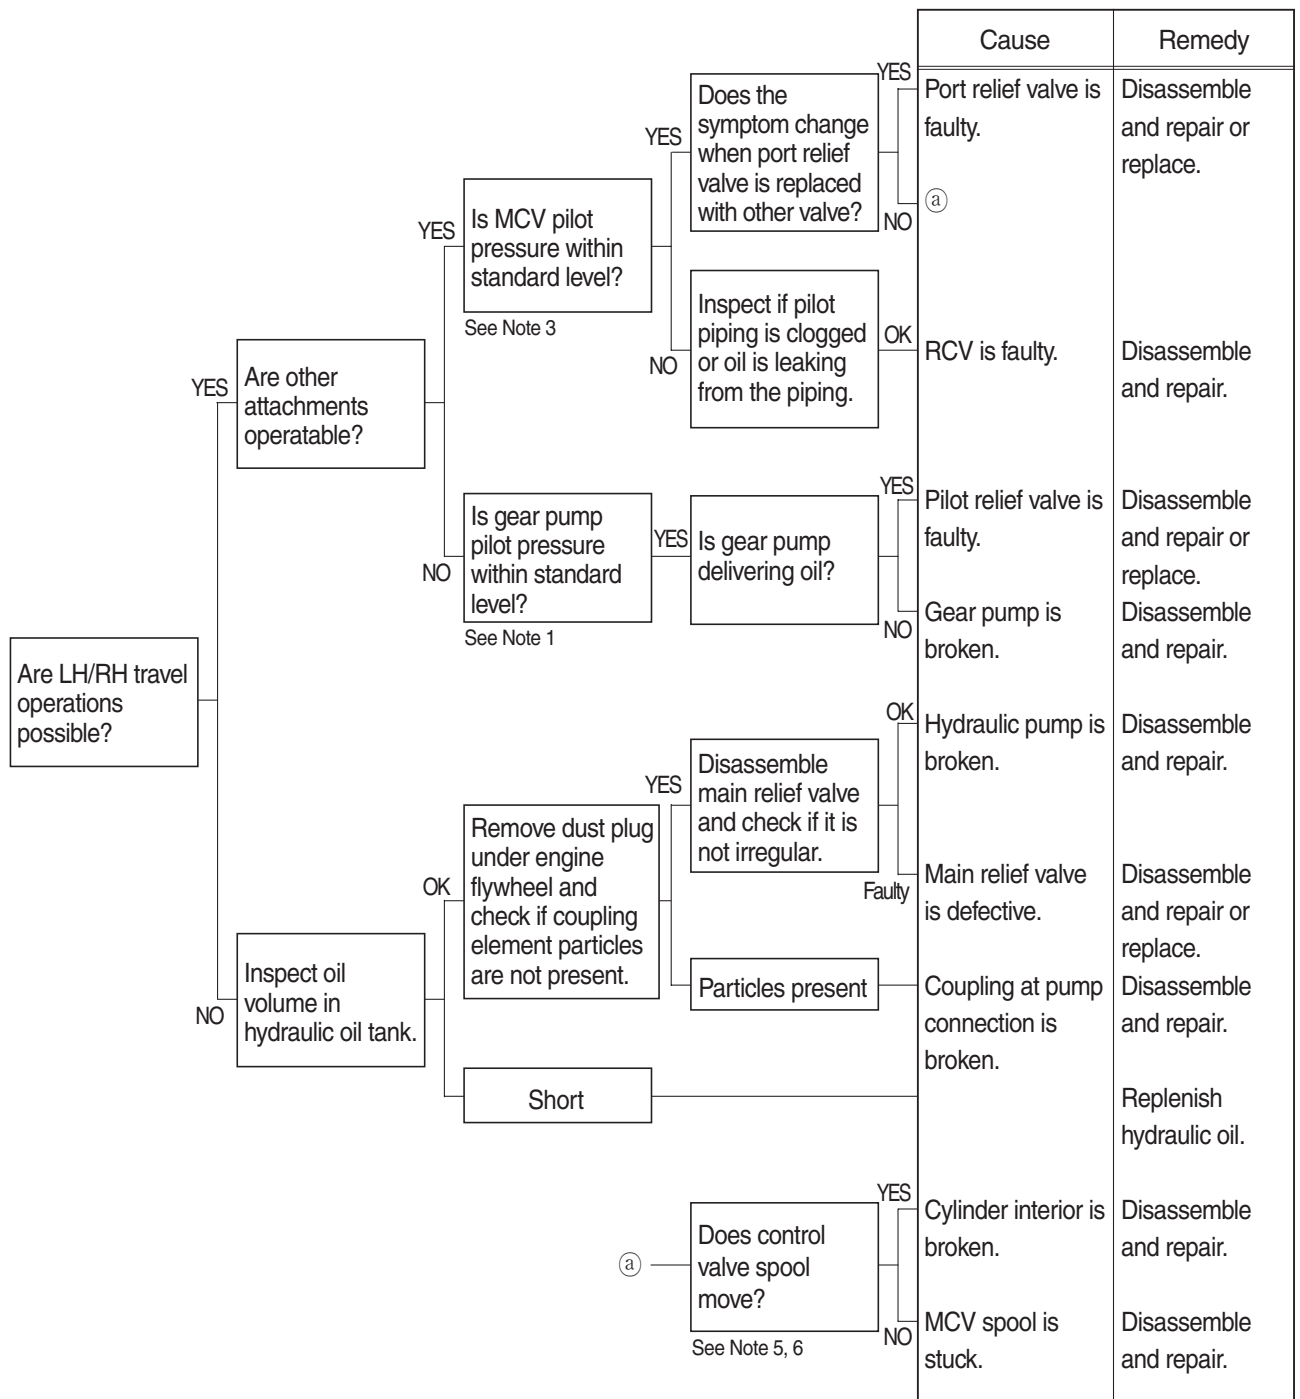 Cause
Remedy
YES
Does the
symptom change
when port relief
valve is replaced
with other valve?
Port relief valve is
faulty.
Disassemble
and repair or
replace.
YES
NO
ⓐ
YES
Is MCV pilot
pressure within
standard level?
See Note 3
NO
Inspect if pilot
piping is clogged
or oil is leaking
from the piping.
OK
RCV is faulty.
Disassemble
and repair.
YES
Are other
attachments
operatable?
NO
Is gear pump
pilot pressure
within standard
level?
See Note 1
YES
Is gear pump
delivering oil?
YES
Pilot relief valve is
faulty.
Disassemble
and repair or
replace.
NO
Gear pump is
broken.
Disassemble
and repair.
Are LH/RH travel
operations
possible?
NO
Inspect oil
volume in
hydraulic oil tank.
OK
Remove dust plug
under engine
flywheel and
check if coupling
element particles
are not present.
YES
Disassemble
main relief valve
and check if it is
not irregular.
OK
Hydraulic pump is
broken.
Disassemble
and repair.
Faulty
Main relief valve
is defective.
Disassemble
and repair or
replace.
Particles present
Coupling at pump
connection is
broken.
Disassemble
and repair.
Short
Replenish
hydraulic oil.
ⓐ
Does control
valve spool
move?
See Note 5, 6
YES
Cylinder interior is
broken.
Disassemble
and repair.
NO
MCV spool is
stuck.
Disassemble
and repair.